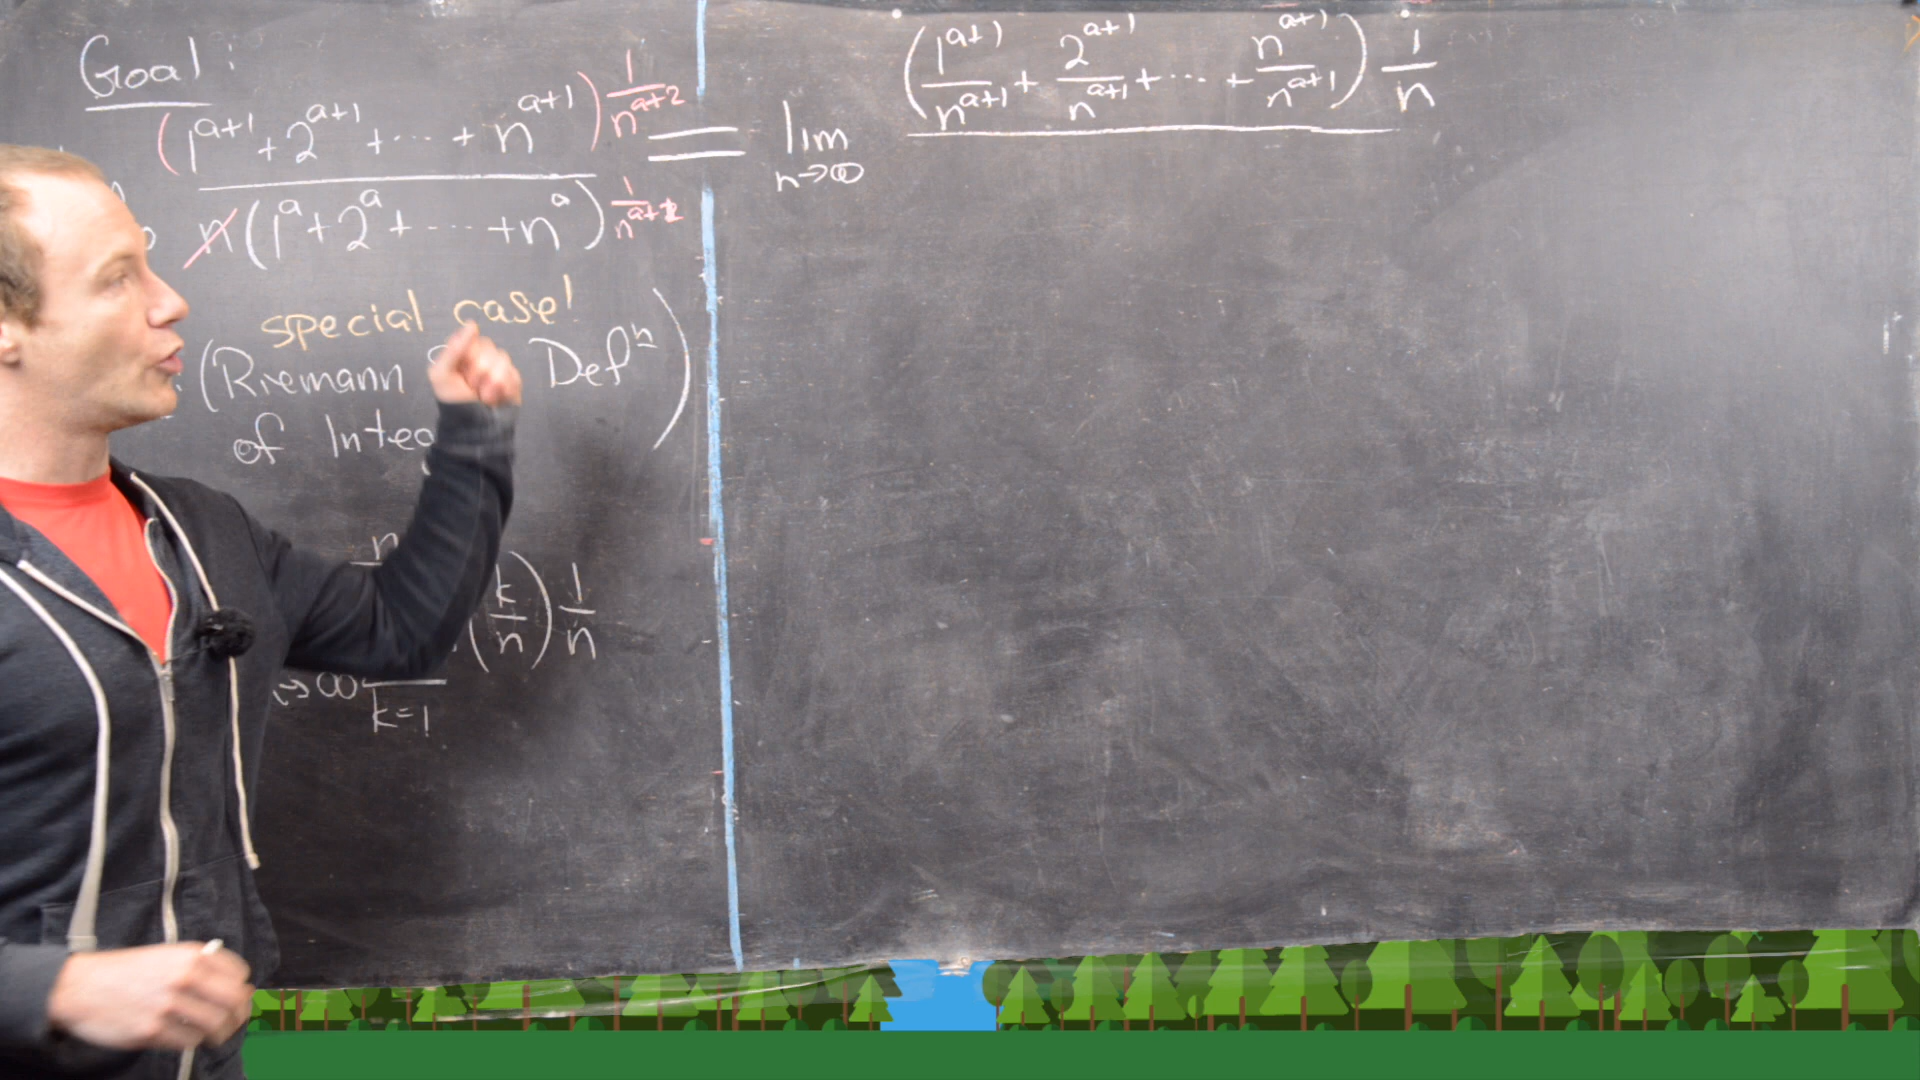 Goal:
(1^{a+1} + 2^{a+1} + ⋯ + n^{a+1}) 1/n^{a+2}
n(1^a + 2^a + ⋯ + n^a) 1/n^{a+1}
special case!
(Riemann Def^n
of
n
(k/n) 1/n
→∞
k=1
= lim n→∞
(1^{a+1}/n^{a+1} + 2^{a+1}/n^{a+1} + ⋯ + n^{a+1}/n^{a+1}) 1/n